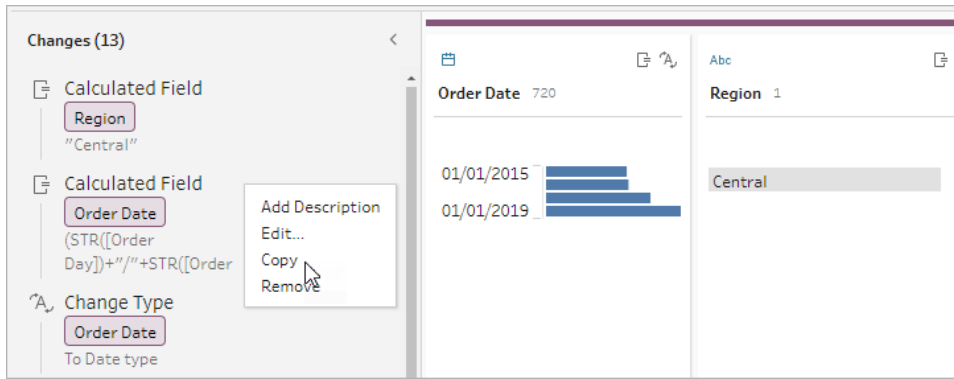 Changes (13)
Calculated Field
Region
"Central"
Calculated Field
Order Date
(STR([Order
Day])+"/"+STR([Order
Change Type
Order Date
To Date type
Add Description
Edit...
Copy
Remove
Order Date 720
01/01/2015
01/01/2019
Abc
Region 1
Central